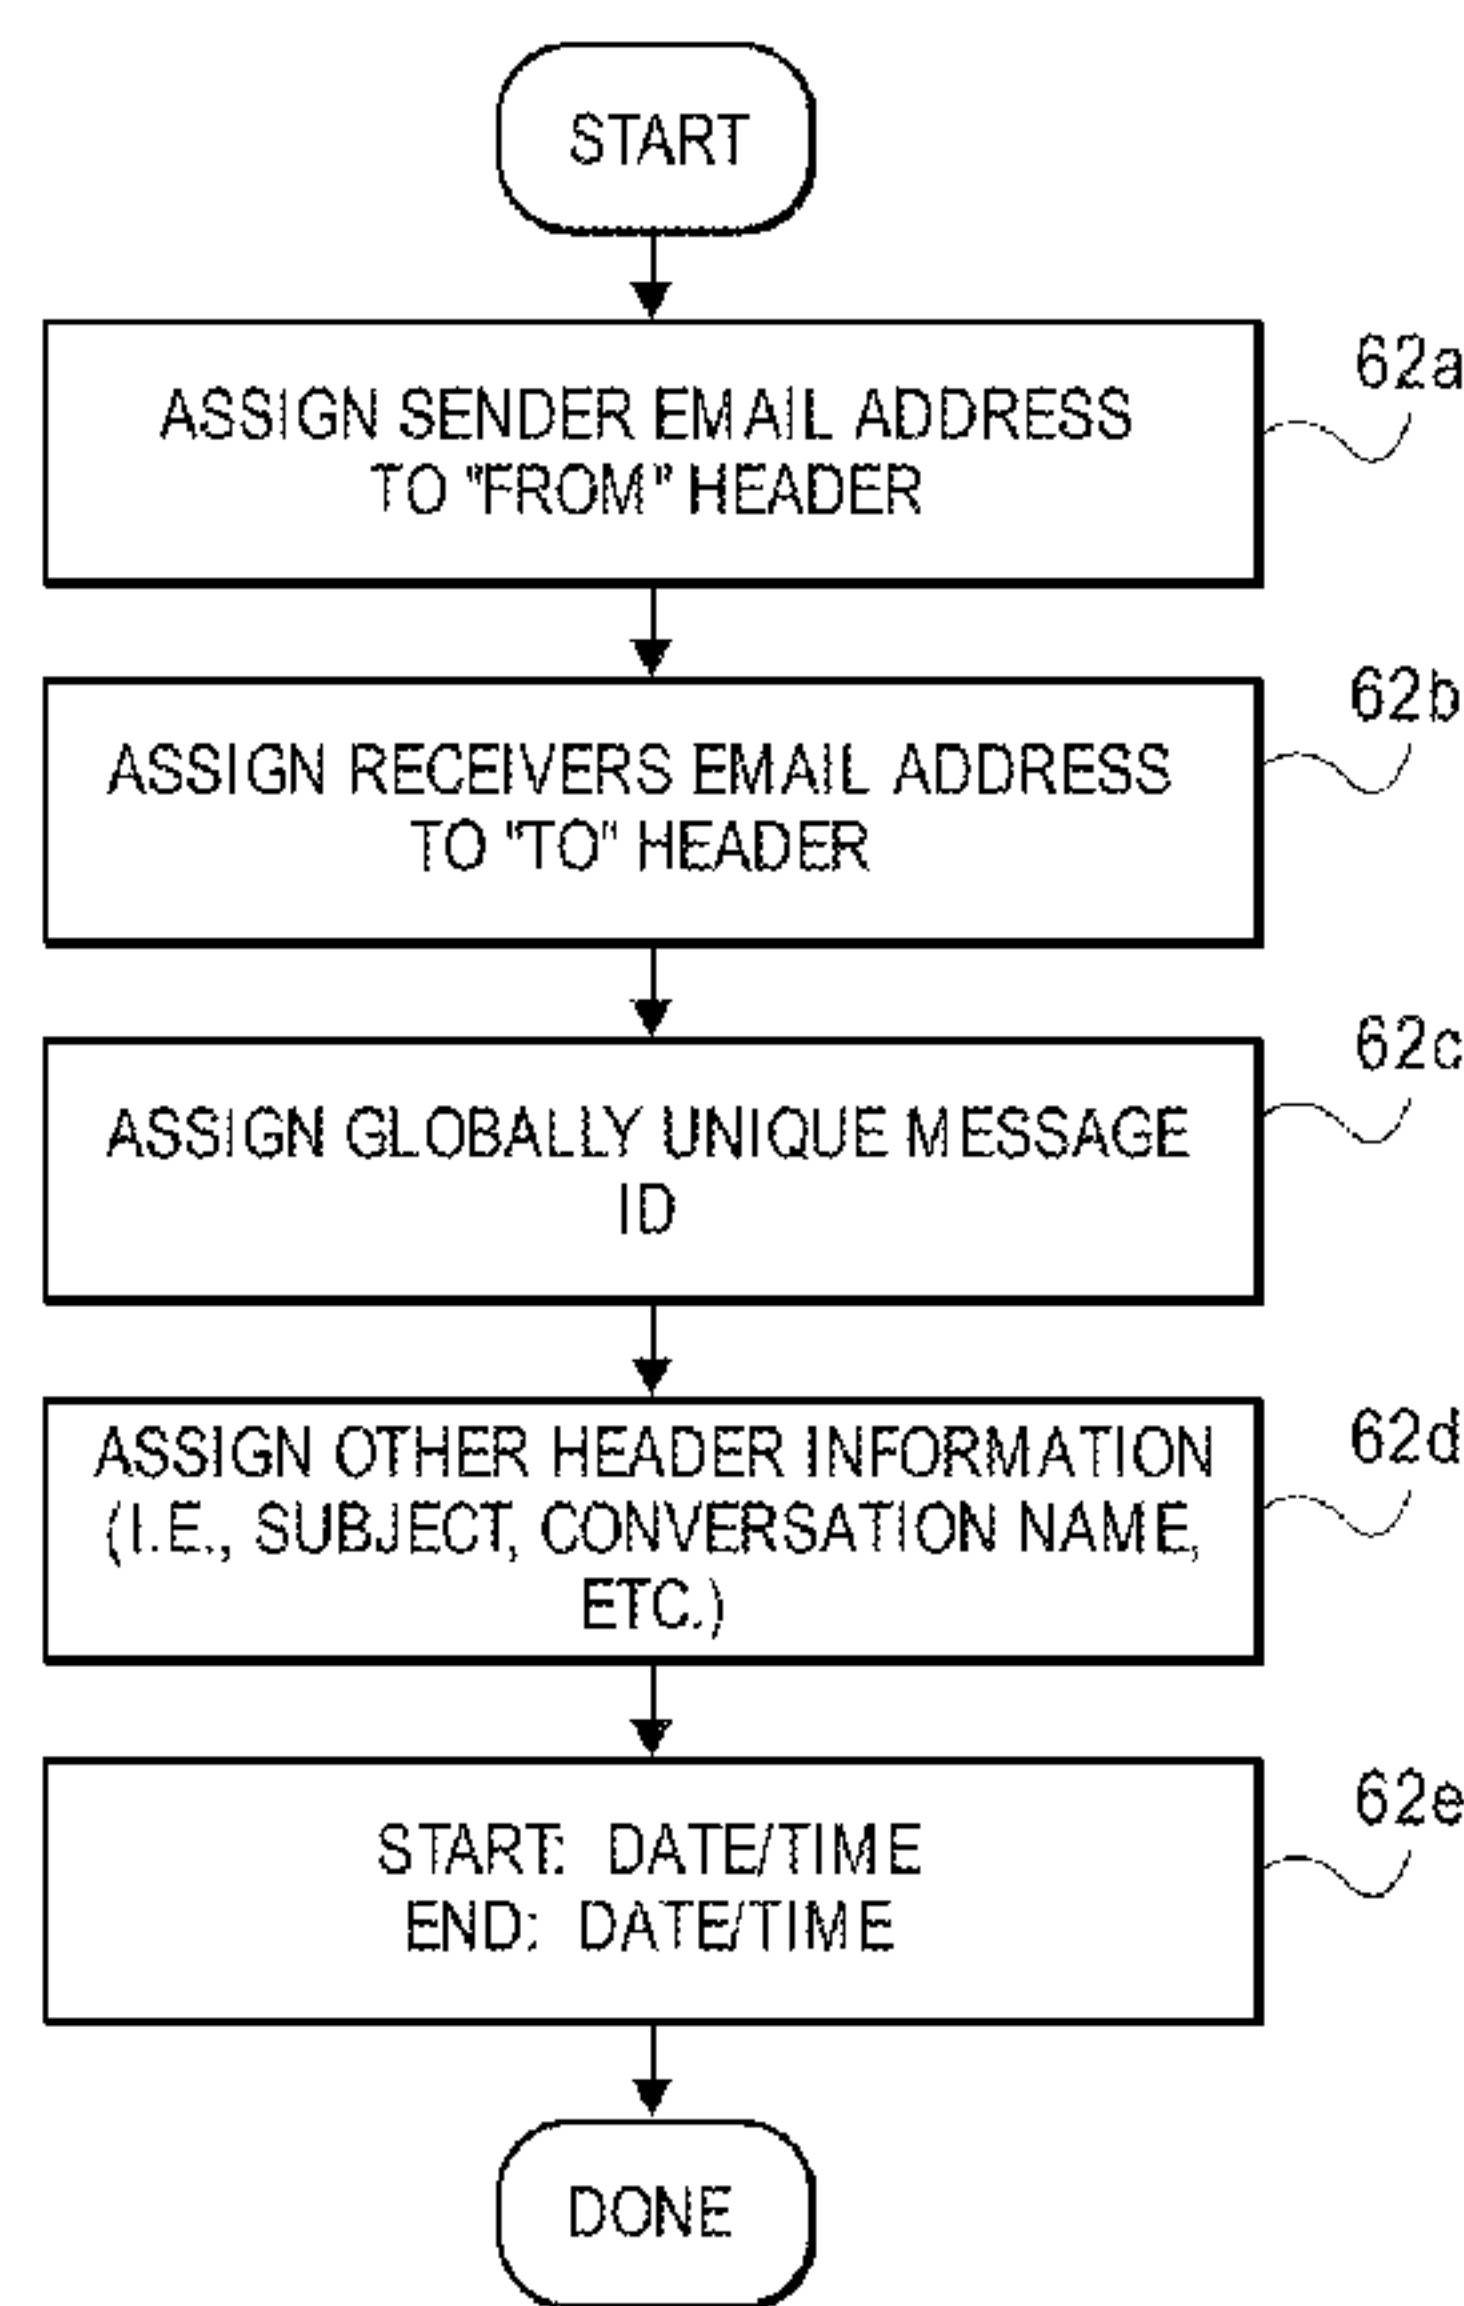 START
62a
ASSIGN SENDER EMAIL ADDRESS
TO "FROM" HEADER
62b
ASSIGN RECEIVERS EMAIL ADDRESS
TO "TO" HEADER
62c
ASSIGN GLOBALLY UNIQUE MESSAGE
ID
62d
ASSIGN OTHER HEADER INFORMATION
(I.E., SUBJECT, CONVERSATION NAME,
ETC.)
62e
START: DATE/TIME
END: DATE/TIME
DONE